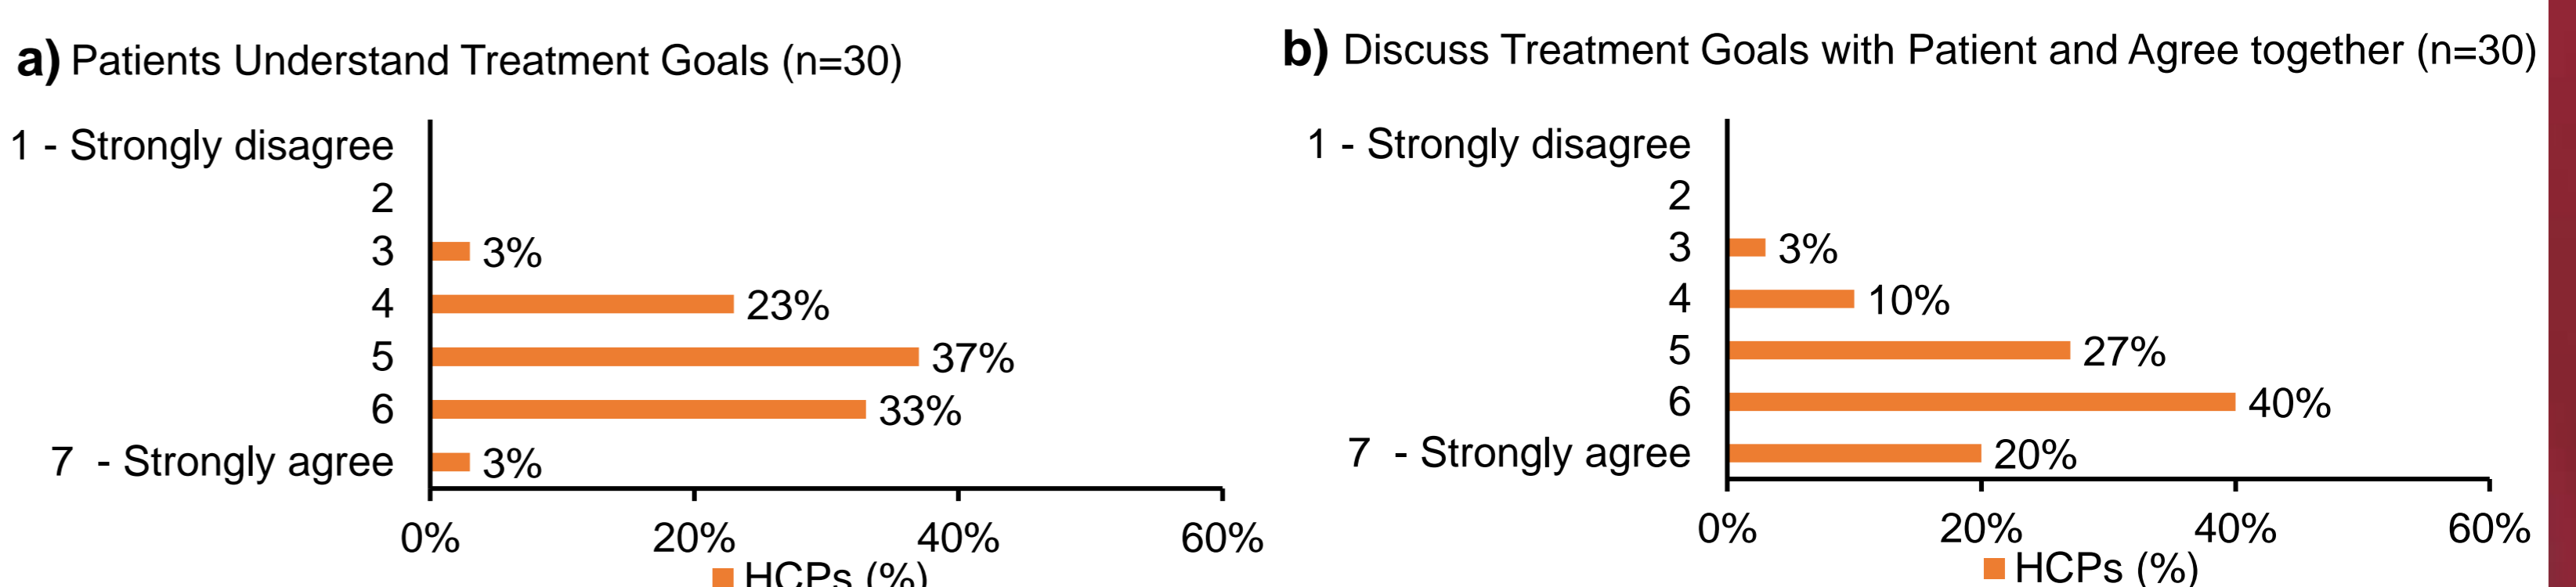 a) Patients Understand Treatment Goals (n=30)
1 - Strongly disagree
2
3 3%
4 23%
5 37%
6 33%
7 - Strongly agree 3%
0% 20% 40% 60%
HCPs (%)
b) Discuss Treatment Goals with Patient and Agree together (n=30)
1 - Strongly disagree
2
3 3%
4 10%
5 27%
6 40%
7 - Strongly agree 20%
0% 20% 40% 60%
HCPs (%)